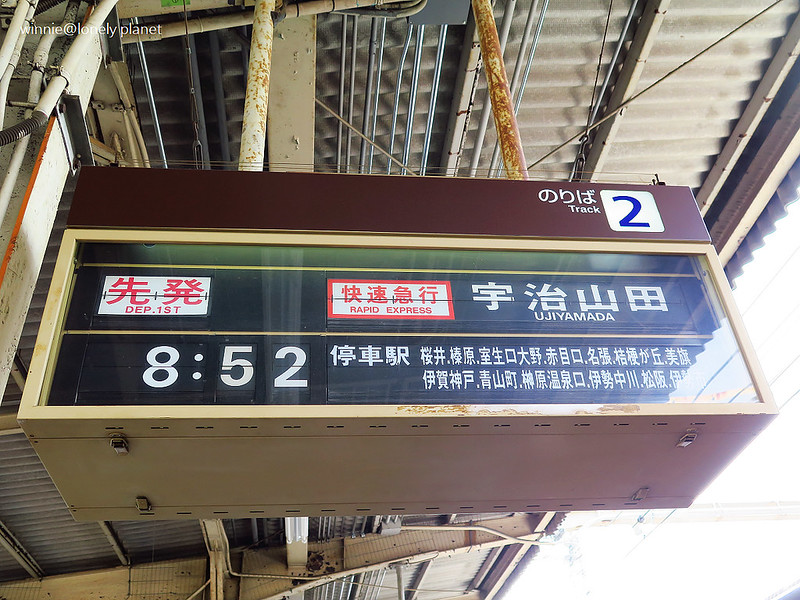 winnie@lonely planet
のりば 2
Track
先発 快速急行 宇治山田
DEP.1ST RAPID EXPRESS UJIYAMADA
8:52 停車駅 桜井.榛原.室生口大野.赤目口.名張.桔梗が丘.美旗
伊賀神戸.青山町.榊原温泉口.伊勢中川.松阪.伊勢市